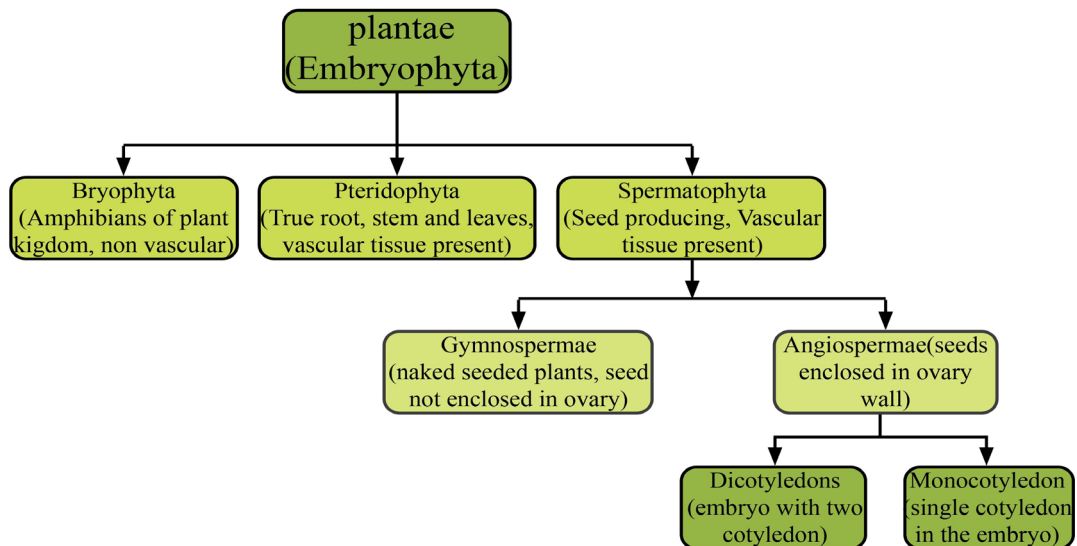 plantae
(Embryophyta)
Bryophyta
(Amphibians of plant
kigdom, non vascular)
Pteridophyta
(True root, stem and leaves,
vascular tissue present)
Spermatophyta
(Seed producing, Vascular
tissue present)
Gymnospermae
(naked seeded plants, seed
not enclosed in ovary)
Angiospermae(seeds
enclosed in ovary
wall)
Dicotyledons
(embryo with two
cotyledon)
Monocotyledon
(single cotyledon
in the embryo)